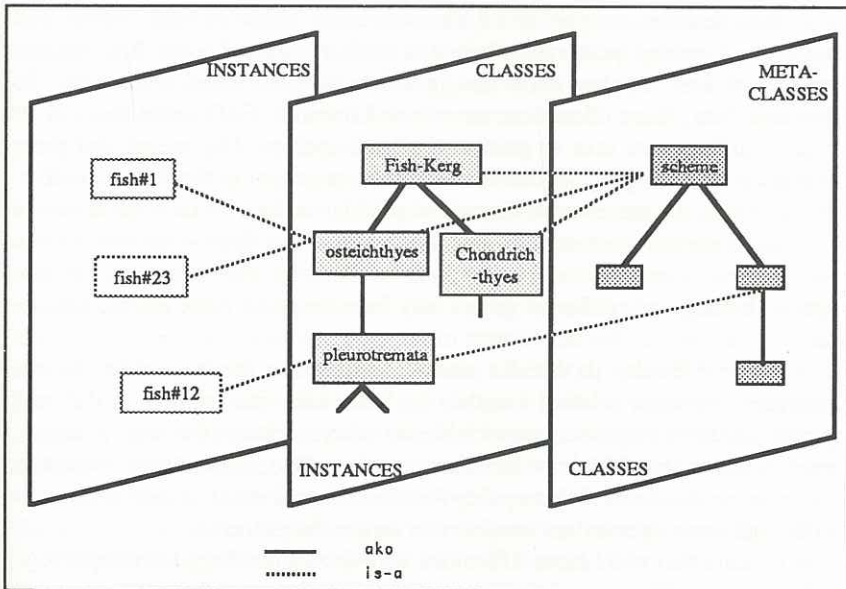 INSTANCES
CLASSES
META-
CLASSES
fish#1
Fish-Kerg
scheme
fish#23
osteichthyes
Chondrich
-thyes
fish#12
pleurotremata
INSTANCES
CLASSES
ako
is-a